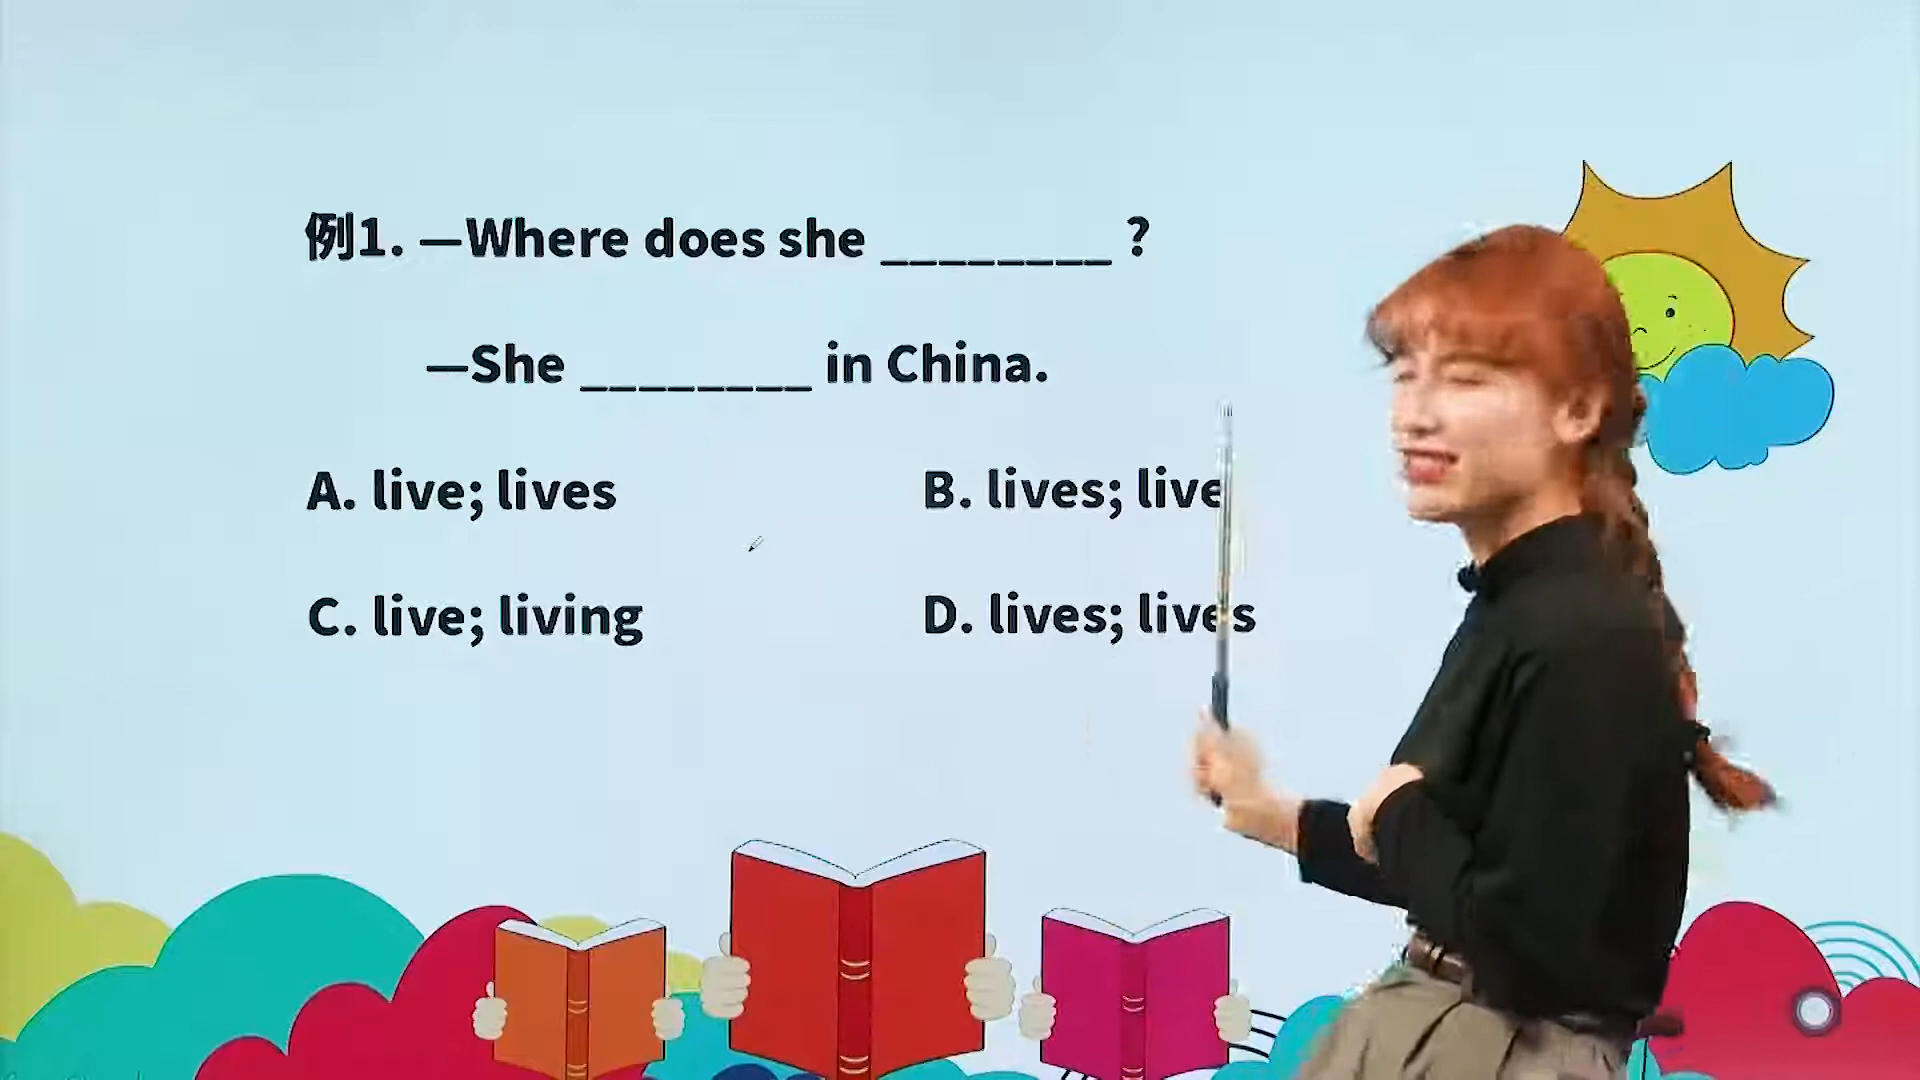 例1. —Where does she ________ ?
—She ________ in China.
A. live; lives
B. lives; live
C. live; living
D. lives; lives